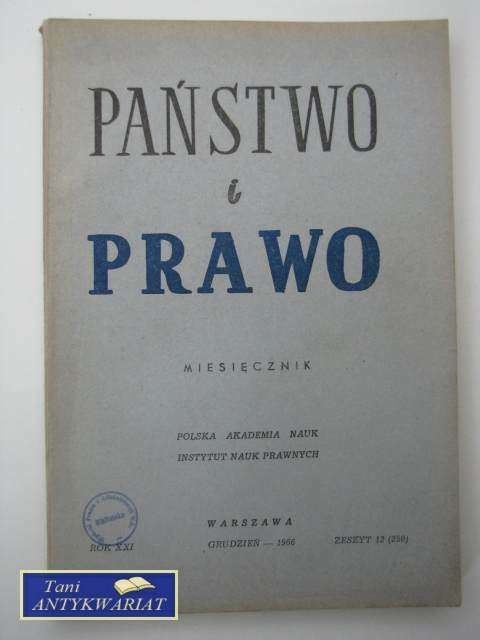 PAŃSTWO
i
PRAWO
MIESIĘCZNIK
POLSKA AKADEMIA NAUK
INSTYTUT NAUK PRAWNYCH
WARSZAWA
ROK XXI GRUDZIEŃ — 1966 ZESZYT 12 (250)
Tani
ANTYKWARIAT